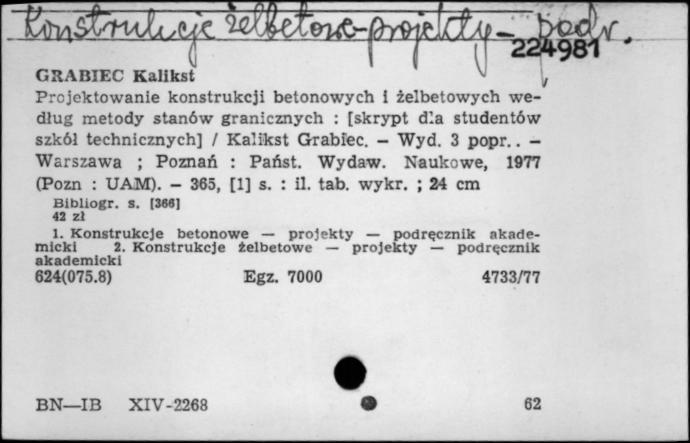 Konstrukcje żelbetowe-projekty - podr.
224981
GRABIEC Kalikst
Projektowanie konstrukcji betonowych i żelbetowych we-
dług metody stanów granicznych : [skrypt dla studentów
szkół technicznych] / Kalikst Grabiec. — Wyd. 3 popr.. —
Warszawa ; Poznań : Państ. Wydaw. Naukowe, 1977
(Pozn : UAM). — 365, [1] s. : il. tab. wykr. ; 24 cm
Bibliogr. s. [366]
42 zł
1. Konstrukcje betonowe — projekty — podręcznik akade-
micki 2. Konstrukcje żelbetowe — projekty — podręcznik
akademicki
624(075.8) Egz. 7000 4733/77
BN—IB XIV-2268 62